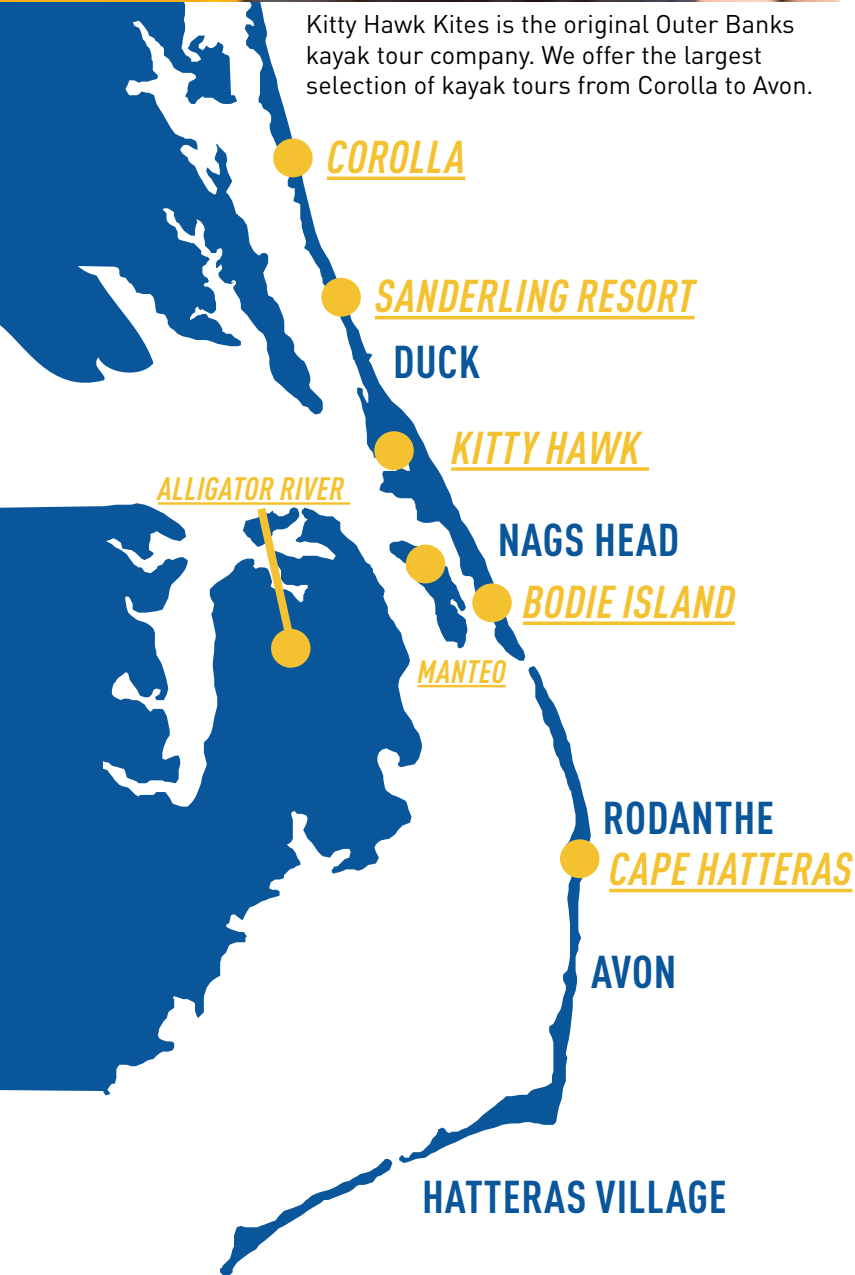 Kitty Hawk Kites is the original Outer Banks
kayak tour company. We offer the largest
selection of kayak tours from Corolla to Avon.
COROLLA
SANDERLING RESORT
DUCK
KITTY HAWK
ALLIGATOR RIVER
NAGS HEAD
BODIE ISLAND
MANTEO
RODANTHE
CAPE HATTERAS
AVON
HATTERAS VILLAGE